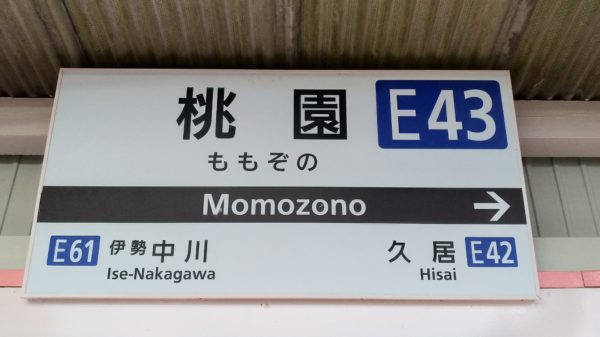 桃園 E43
ももぞの
Momozono →
E61 伊勢中川 久居 E42
Ise-Nakagawa Hisai